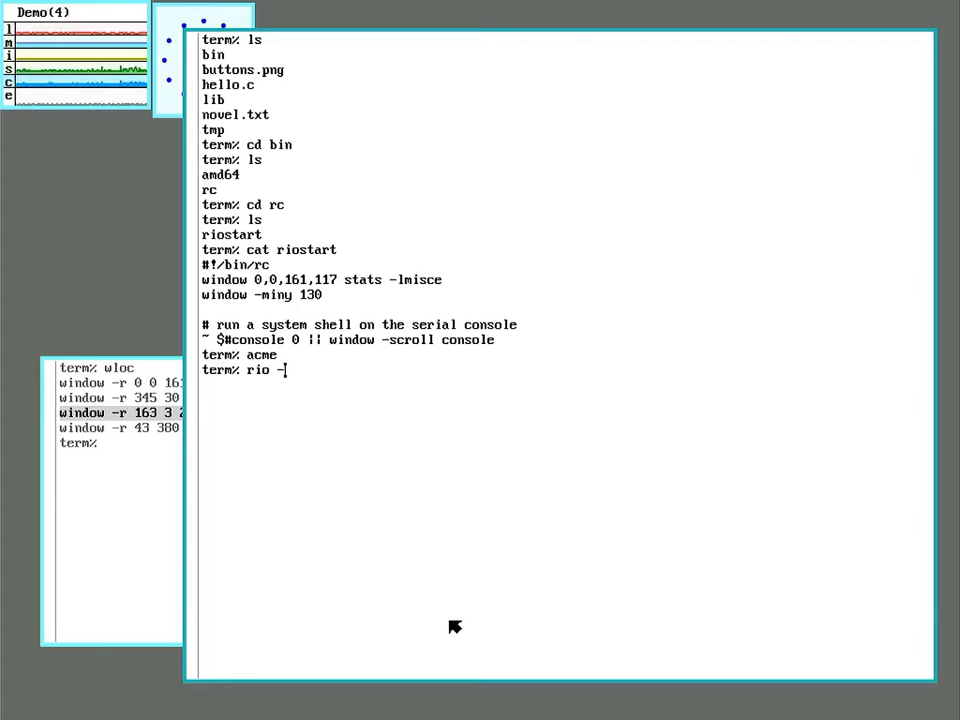 Demo(4)
l
m
i
s
c
e
term% ls
bin
buttons.png
hello.c
lib
novel.txt
tmp
term% cd bin
term% ls
amd64
rc
term% cd rc
term% ls
riostart
term% cat riostart
#!/bin/rc
window 0,0,161,117 stats -lmisce
window -miny 130
# run a system shell on the serial console
~ $#console 0 || window -scroll console
term% acme
term% rio -
term% wloc
window -r 0 0 161
window -r 345 30
window -r 163 3 2
window -r 43 380
term%